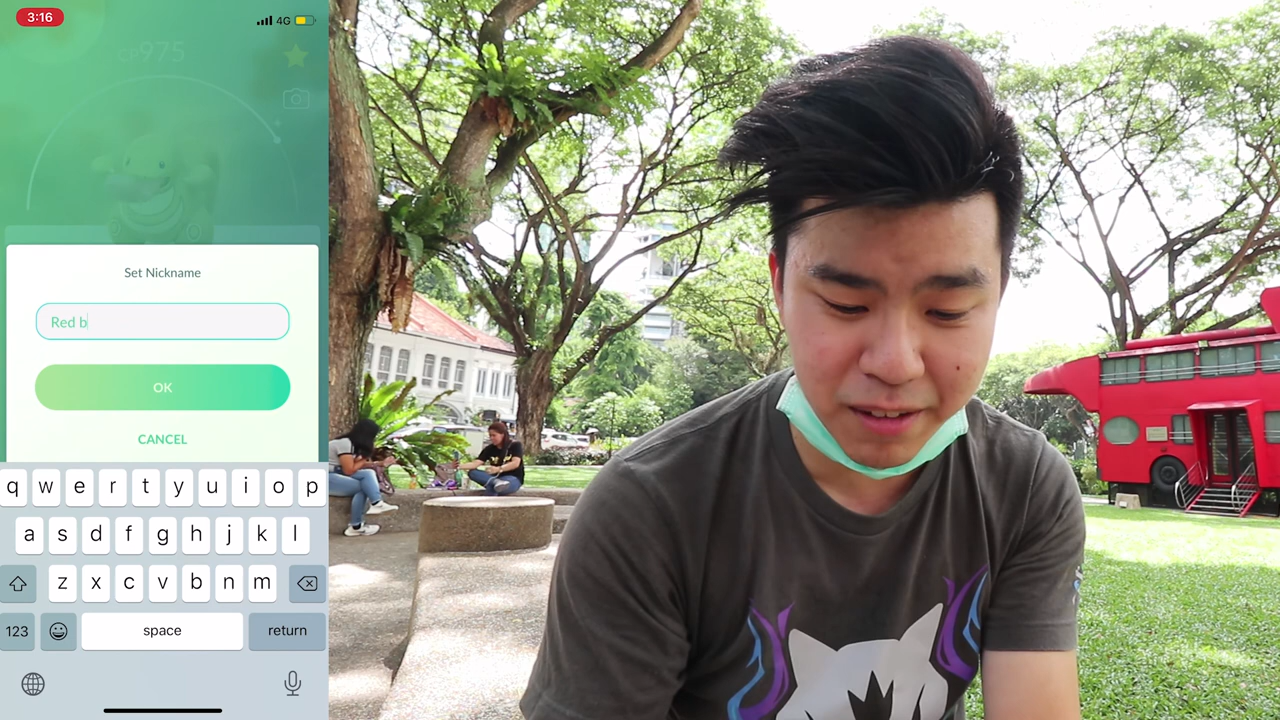 3:16
4G
CP975
Set Nickname
Red b
OK
CANCEL
q w e r t y u i o p
a s d f g h j k l
z x c v b n m
123 space return